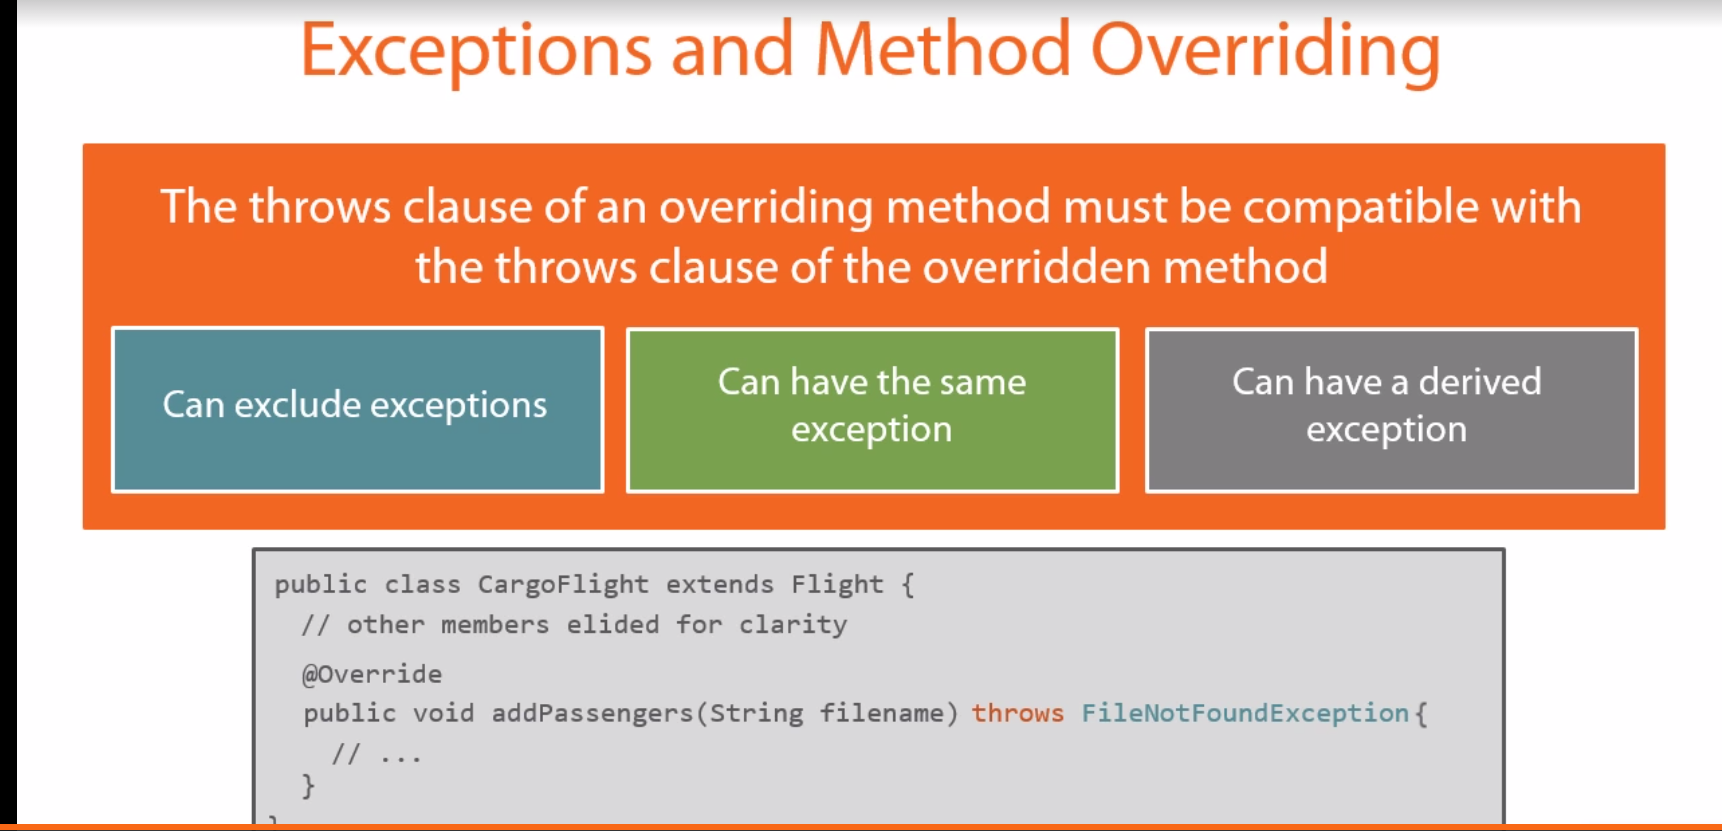 Exceptions and Method Overriding
The throws clause of an overriding method must be compatible with
the throws clause of the overridden method
Can exclude exceptions
Can have the same
exception
Can have a derived
exception
public class CargoFlight extends Flight {
// other members elided for clarity
@Override
public void addPassengers(String filename) throws FileNotFoundException{
// ...
}
}